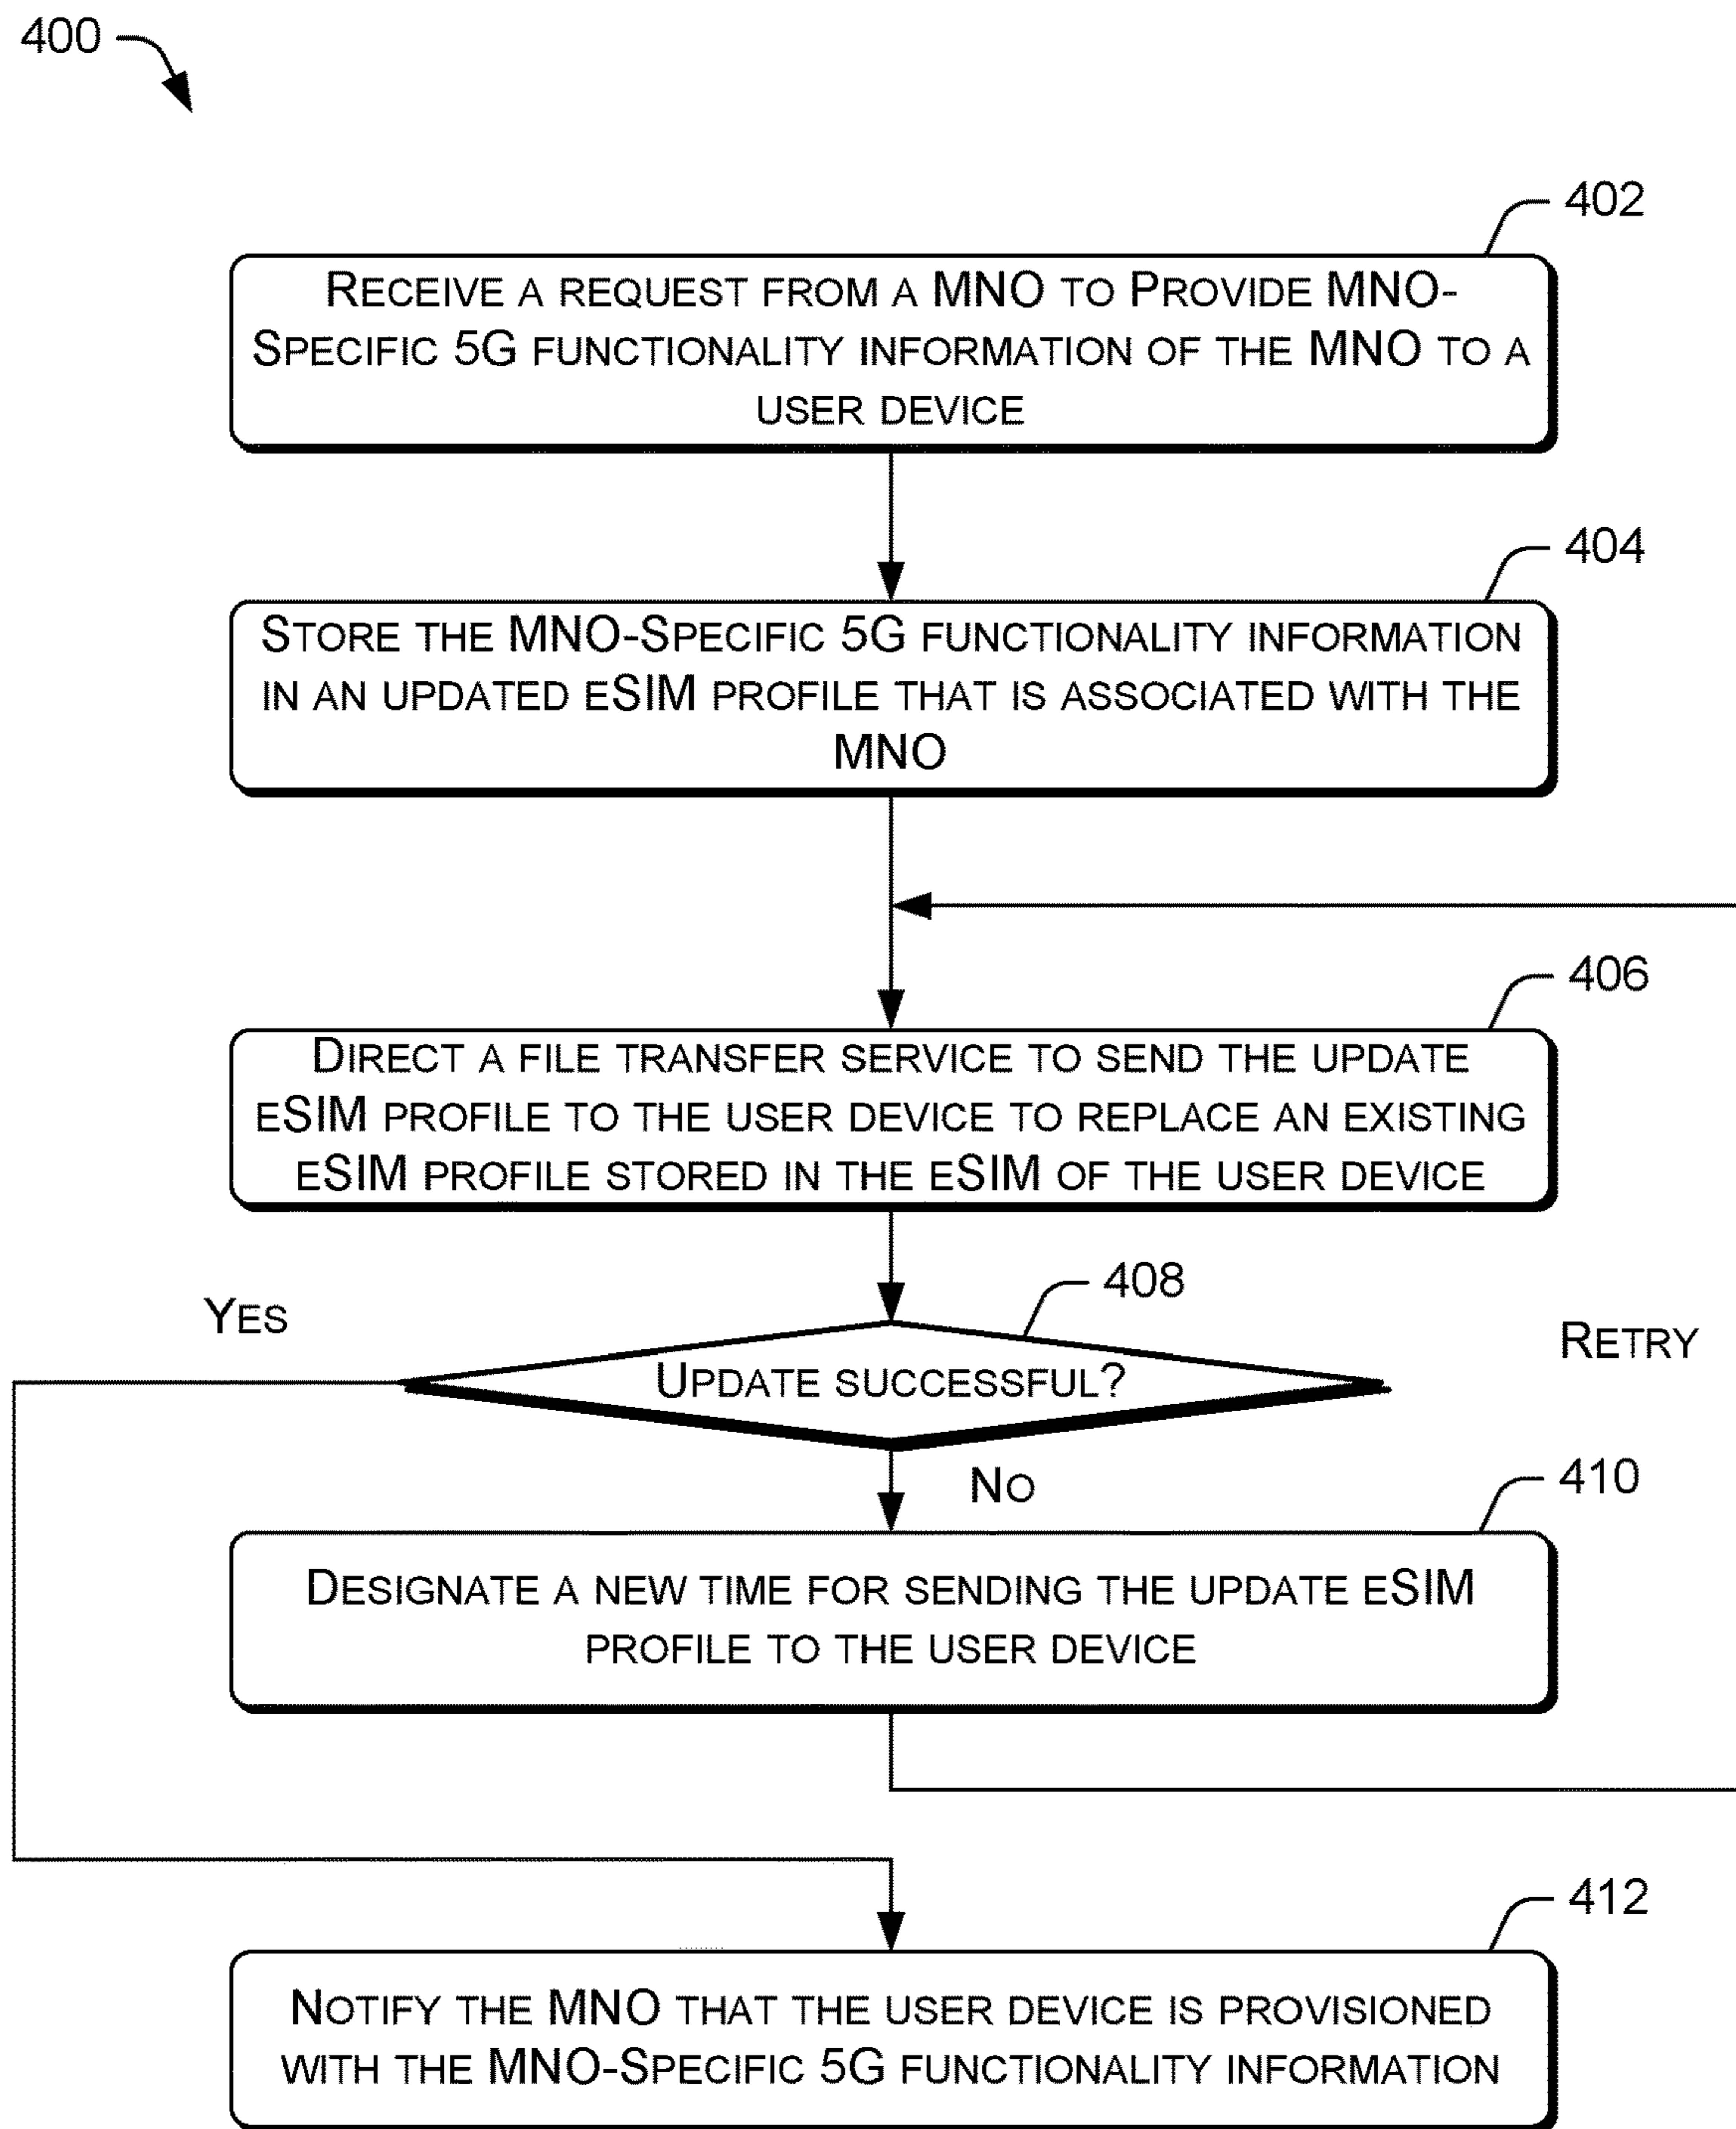 400
402
RECEIVE A REQUEST FROM A MNO TO PROVIDE MNO-
SPECIFIC 5G FUNCTIONALITY INFORMATION OF THE MNO TO A
USER DEVICE
404
STORE THE MNO-SPECIFIC 5G FUNCTIONALITY INFORMATION
IN AN UPDATED ESIM PROFILE THAT IS ASSOCIATED WITH THE
MNO
406
DIRECT A FILE TRANSFER SERVICE TO SEND THE UPDATE
ESIM PROFILE TO THE USER DEVICE TO REPLACE AN EXISTING
ESIM PROFILE STORED IN THE ESIM OF THE USER DEVICE
408
YES
RETRY
UPDATE SUCCESSFUL?
NO
410
DESIGNATE A NEW TIME FOR SENDING THE UPDATE ESIM
PROFILE TO THE USER DEVICE
412
NOTIFY THE MNO THAT THE USER DEVICE IS PROVISIONED
WITH THE MNO-SPECIFIC 5G FUNCTIONALITY INFORMATION